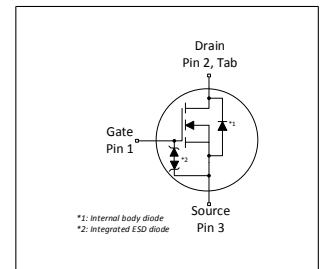 Drain
Pin 2, Tab
*1
Gate
Pin 1
*2
Source
Pin 3
*1: Internal body diode
*2: Integrated ESD diode